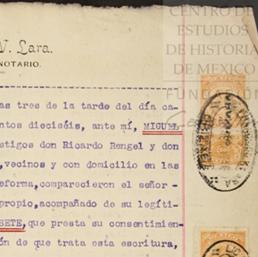 V. Lara.
NOTARIO.
CENTRO DE
ESTUDIOS
DE HISTORIA
DE MEXICO
as tres de la tarde del día
ntos dieciséis, ante mí, MIGUEL
stigos don Ricardo Rengel y don
,vecinos y con domicilio en las
eforma, comparecieron el señor-
propio, acompañado de su legíti-
SETE, que presta su consentimien
ón de que trata esta escritura,